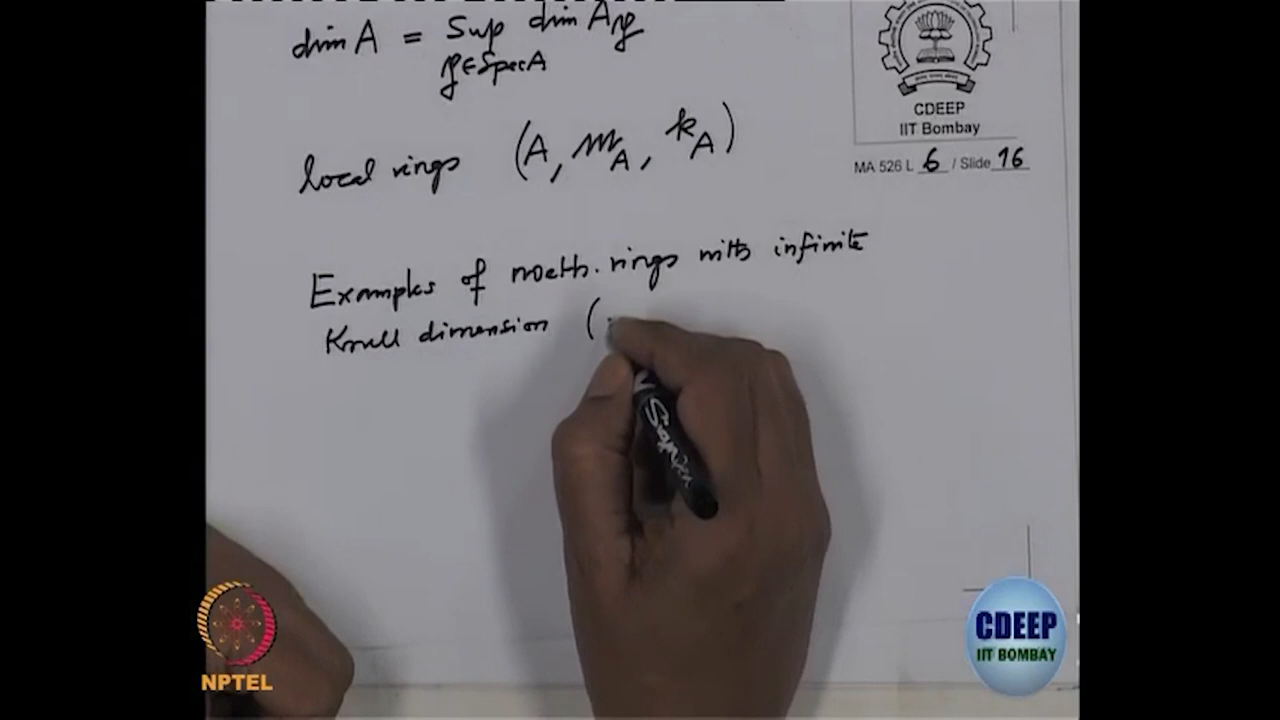 dim A = Sup dim A𝔭
𝔭∈Spec A
CDEEP
IIT Bombay
MA 526 L 6 / Slide 16
local rings (A, 𝔪_A, k_A)
Examples of noeth. rings with infinite
Krull dimension (
NPTEL
CDEEP
IIT BOMBAY